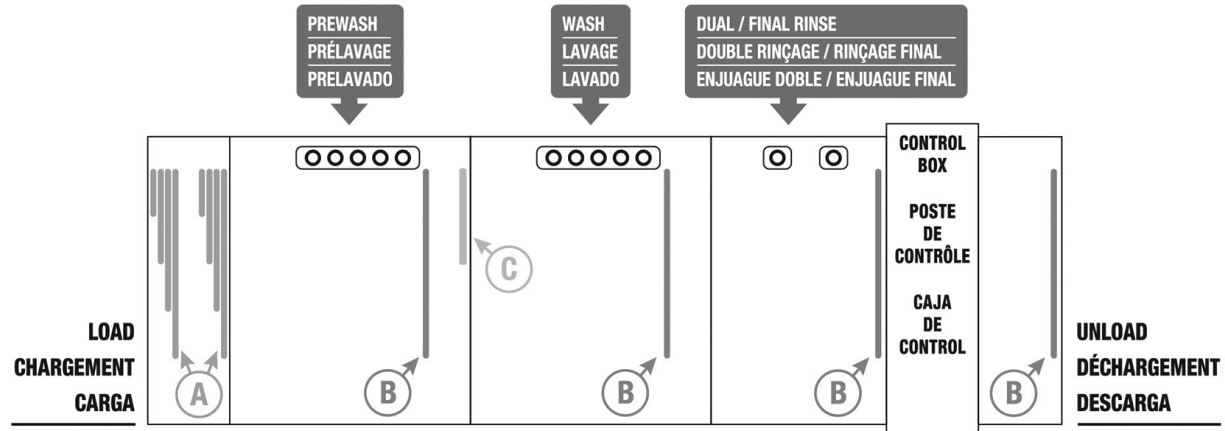 PREWASH
PRÉLAVAGE
PRELAVADO
WASH
LAVAGE
LAVADO
DUAL / FINAL RINSE
DOUBLE RINÇAGE / RINÇAGE FINAL
ENJUAGUE DOBLE / ENJUAGUE FINAL
CONTROL
BOX
POSTE
DE
CONTRÔLE
CAJA
DE
CONTROL
C
LOAD
CHARGEMENT
CARGA
A
B
B
B
B
UNLOAD
DÉCHARGEMENT
DESCARGA